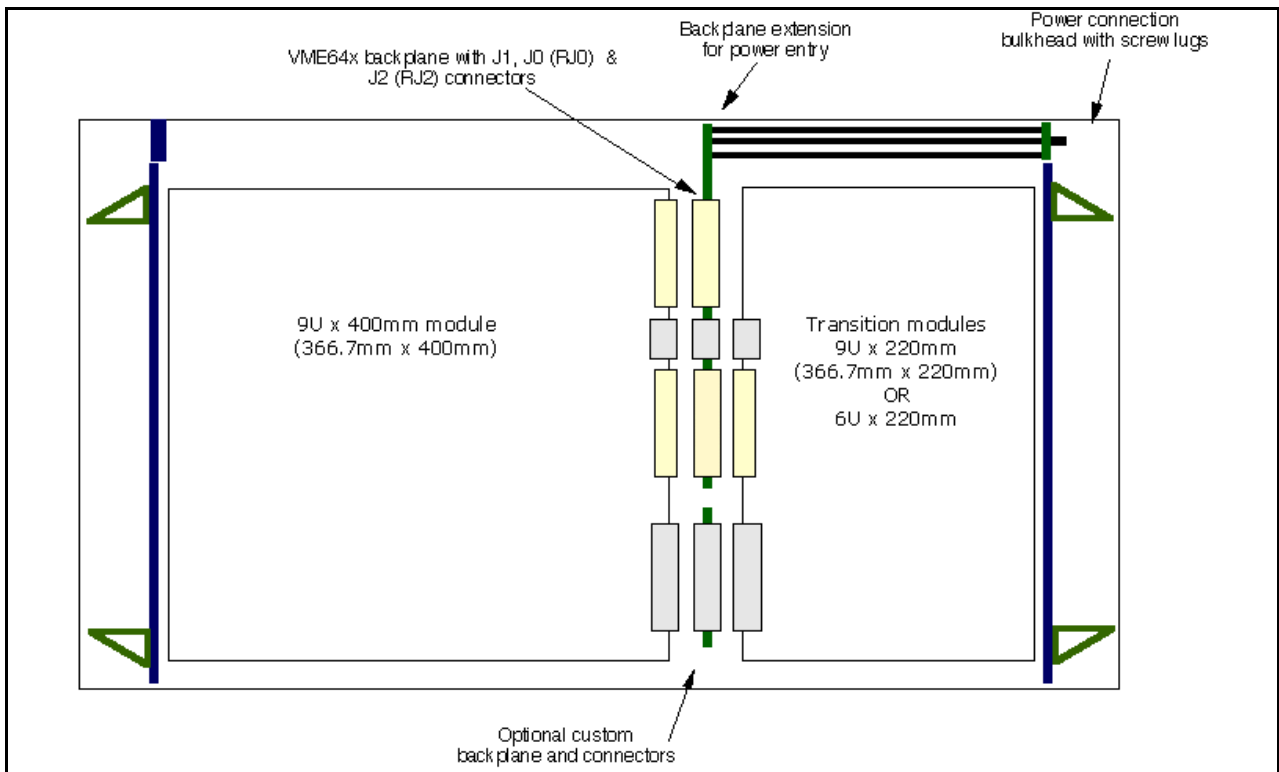 Backplane extension
for power entry
Power connection
bulkhead with screw lugs
VME64x backplane with J1, J0 (RJ0) &
J2 (RJ2) connectors
9U x 400mm module
(366.7mm x 400mm)
Transition modules
9U x 220mm
(366.7mm x 220mm)
OR
6U x 220mm
Optional custom
backplane and connectors